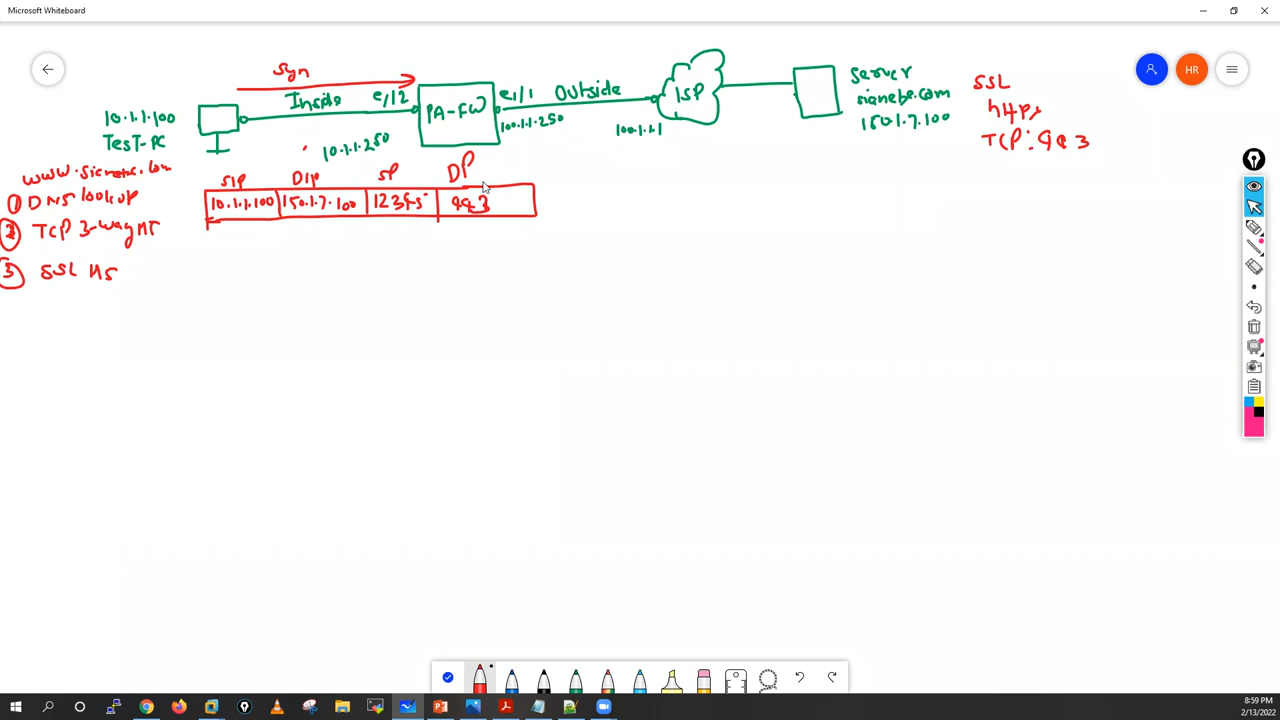 Microsoft Whiteboard
Syn
Inside
e1/2
PA-FW
e1/1
Outside
ISP
Server
sianets.com
150.1.7.100
SSL
https
TCP: 443
10.1.1.100
TesT-PC
10.1.1.250
100.1.1.250
100.1.1.1
HR
SIP DIP SP DP
10.1.1.100 150.1.7.100 12345 443
① DNS lookup
② TCP 3-way HS
③ SSL HS
8:59 PM
2/13/2022